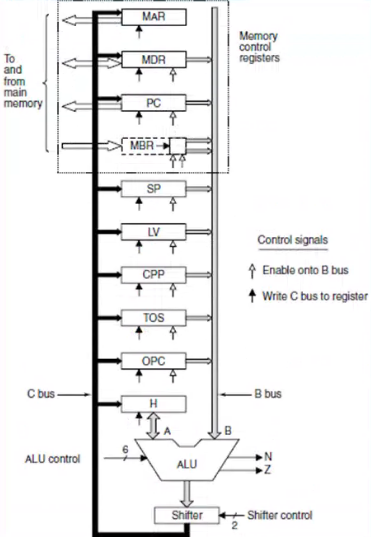 MAR
To
and
from
main
memory
MDR
PC
MBR
Memory
control
registers
SP
LV
CPP
TOS
OPC
H
Control signals
Enable onto B bus
Write C bus to register
C bus
B bus
A
B
ALU control
6
ALU
N
Z
Shifter
Shifter control
2